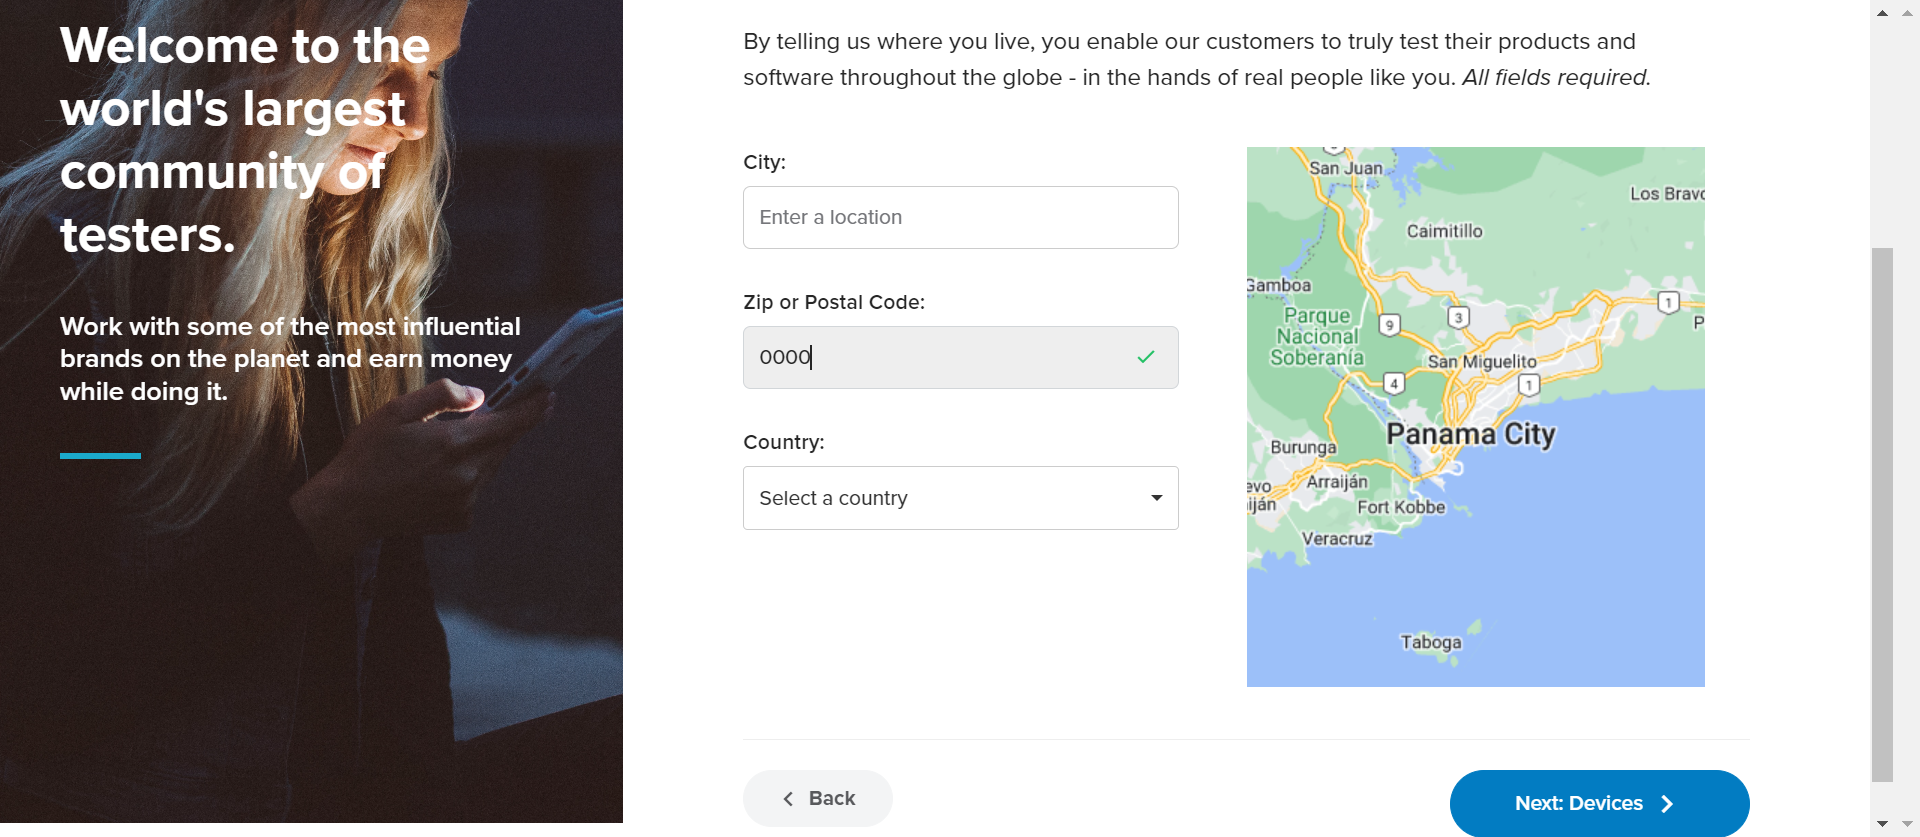 Welcome to the
world's largest
community of
testers.
Work with some of the most influential
brands on the planet and earn money
while doing it.
By telling us where you live, you enable our customers to truly test their products and
software throughout the globe - in the hands of real people like you. All fields required.
City:
Enter a location
Zip or Postal Code:
0000
Country:
Select a country
San Juan
Los Bravo
Caimitillo
Gamboa
1
Parque
Nacional
Soberanía
9
3
P
San Miguelito
4
1
Panama City
Burunga
evo
iján
Arraiján
Fort Kobbe
Veracruz
Taboga
Back
Next: Devices